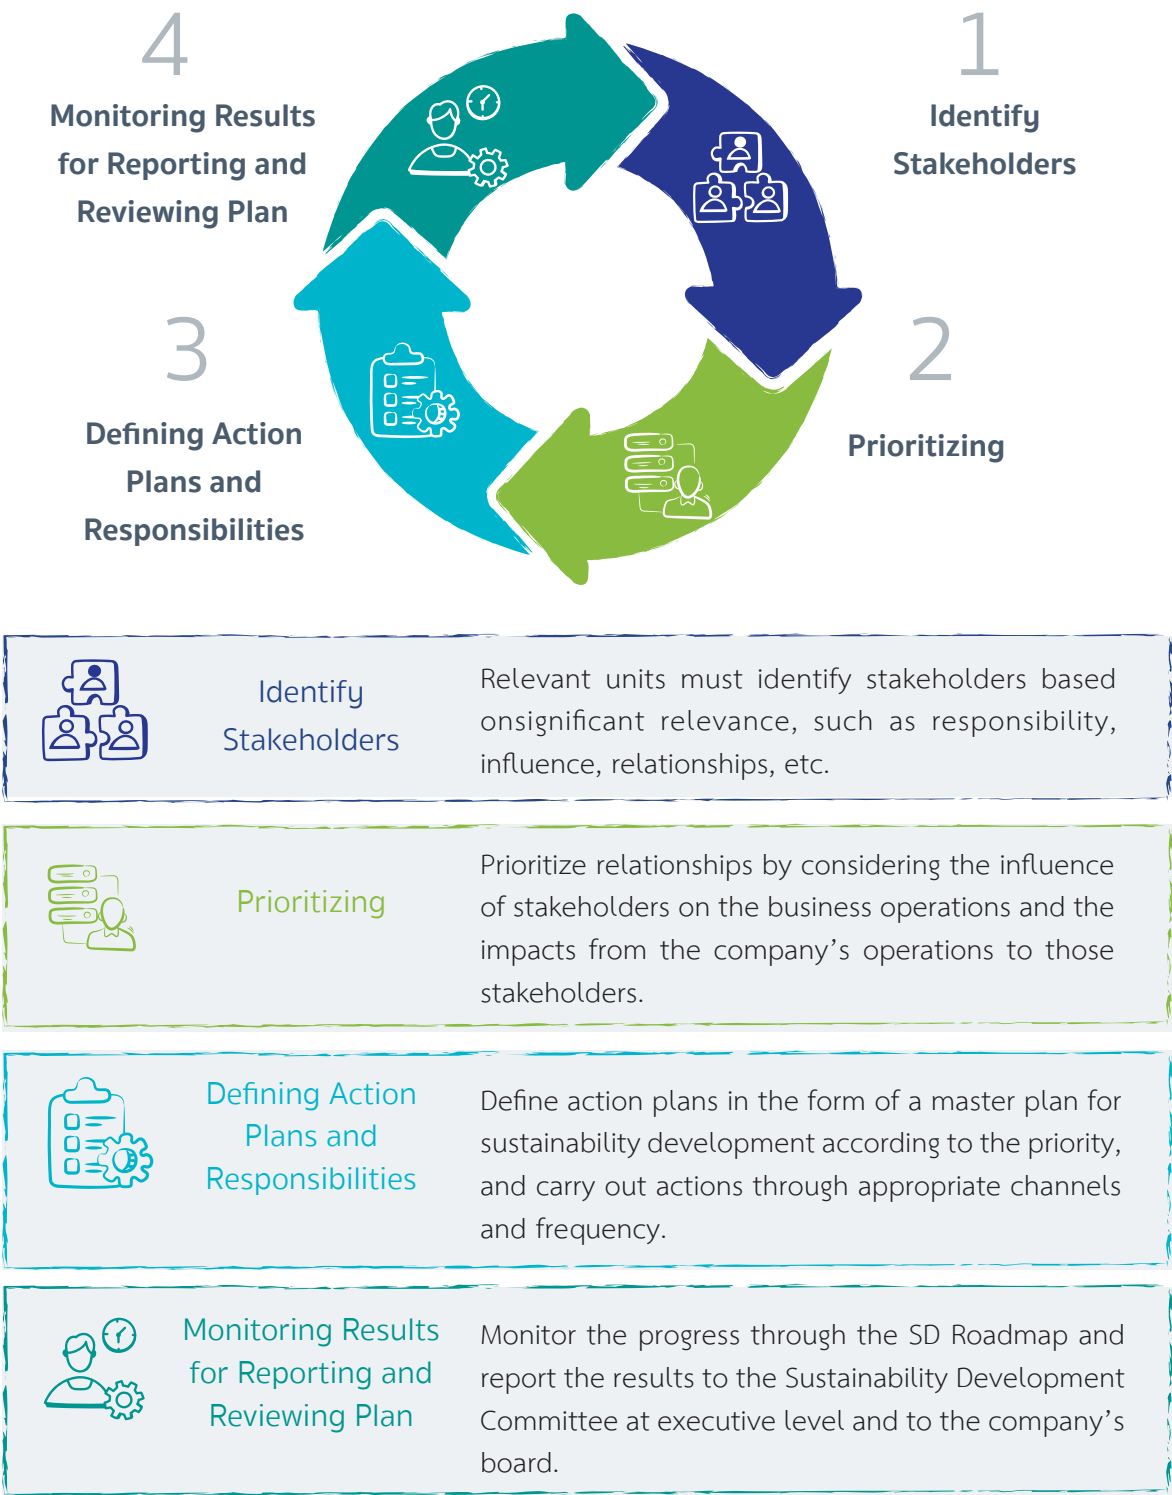 4
Monitoring Results
for Reporting and
Reviewing Plan
1
Identify
Stakeholders
3
Defining Action
Plans and
Responsibilities
2
Prioritizing
Identify
Stakeholders
Relevant units must identify stakeholders based
onsignificant relevance, such as responsibility,
influence, relationships, etc.
Prioritizing
Prioritize relationships by considering the influence
of stakeholders on the business operations and the
impacts from the company's operations to those
stakeholders.
Defining Action
Plans and
Responsibilities
Define action plans in the form of a master plan for
sustainability development according to the priority,
and carry out actions through appropriate channels
and frequency.
Monitoring Results
for Reporting and
Reviewing Plan
Monitor the progress through the SD Roadmap and
report the results to the Sustainability Development
Committee at executive level and to the company's
board.